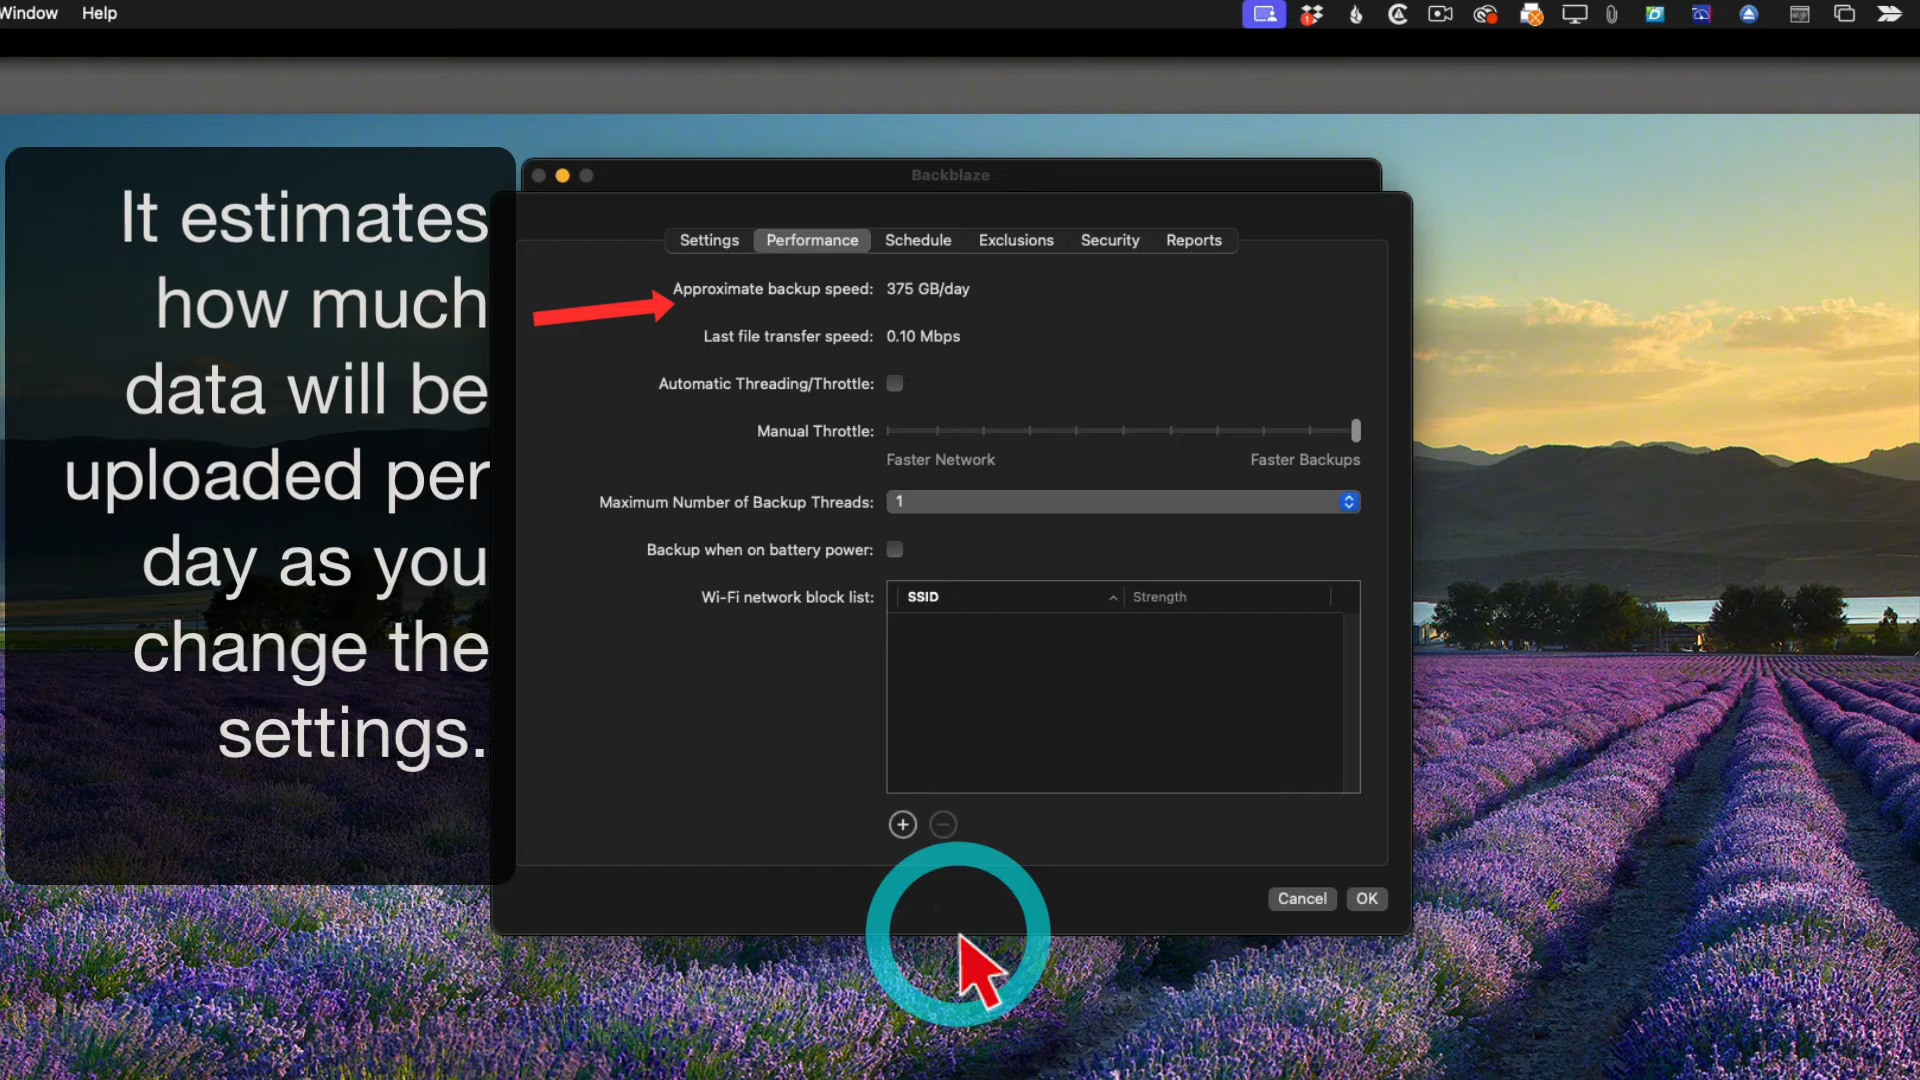 Window Help
Backblaze
It estimates
how much
data will be
uploaded per
day as you
change the
settings.
Settings Performance Schedule Exclusions Security Reports
Approximate backup speed: 375 GB/day
Last file transfer speed: 0.10 Mbps
Automatic Threading/Throttle:
Manual Throttle:
Faster Network Faster Backups
Maximum Number of Backup Threads: 1
Backup when on battery power:
Wi-Fi network block list: SSID Strength
Cancel OK